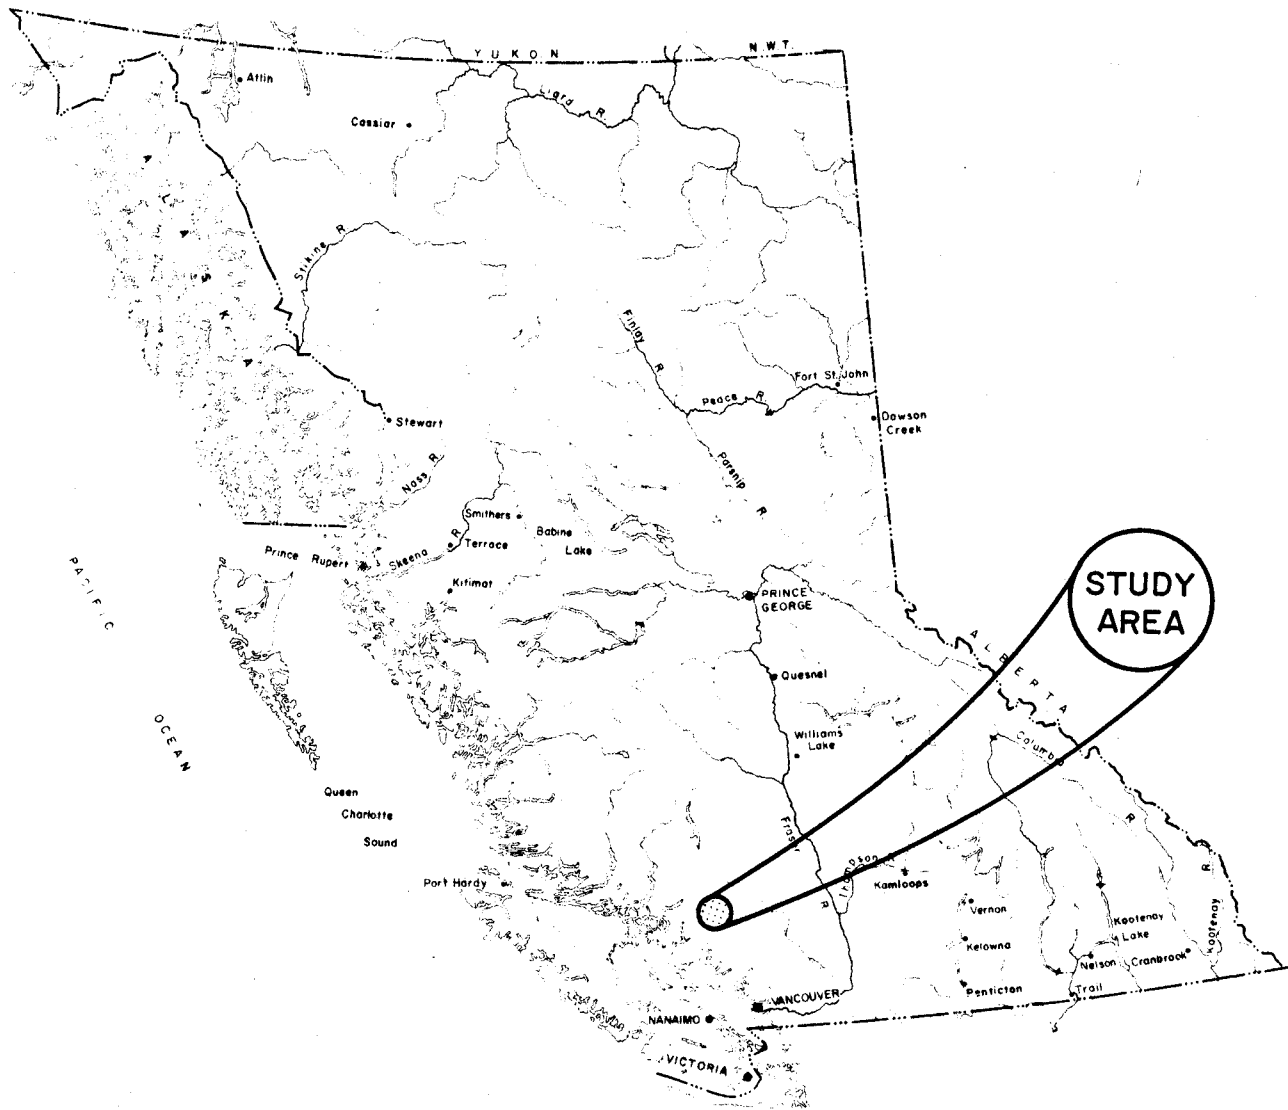 YUKON
N.W.T.
Atlin
Liard R.
Cassiar
ALASKA
Stikine R.
Finlay R.
Fort St. John
Peace R.
Dawson
Creek
Stewart
Parsnip R.
Nass R.
Smithers
Babine
Lake
Terrace
Skeena R.
Prince Rupert
Kitimat
PACIFIC
OCEAN
PRINCE
GEORGE
STUDY
AREA
ALBERTA
Quesnel
Williams
Lake
Columbia R.
Queen
Charlotte
Sound
Fraser R.
Thompson R.
Kamloops
Port Hardy
Vernon
Kootenay
Lake
Kootenay R.
Kelowna
Nelson
Cranbrook
Penticton
Trail
VANCOUVER
NANAIMO
VICTORIA